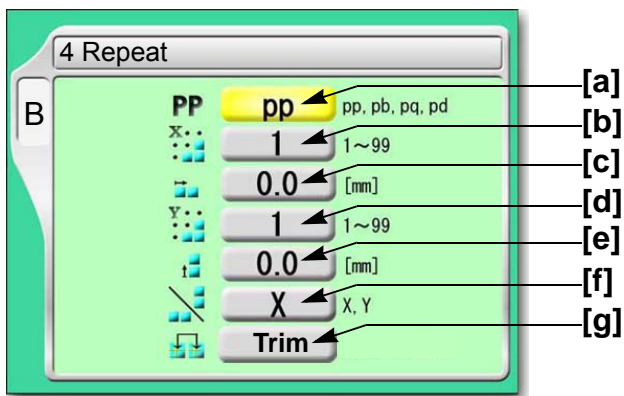 4 Repeat
B
PP pp pp, pb, pq, pd [a]
X 1 1~99 [b]
0.0 [mm] [c]
Y 1 1~99 [d]
0.0 [mm] [e]
X X, Y [f]
Trim [g]